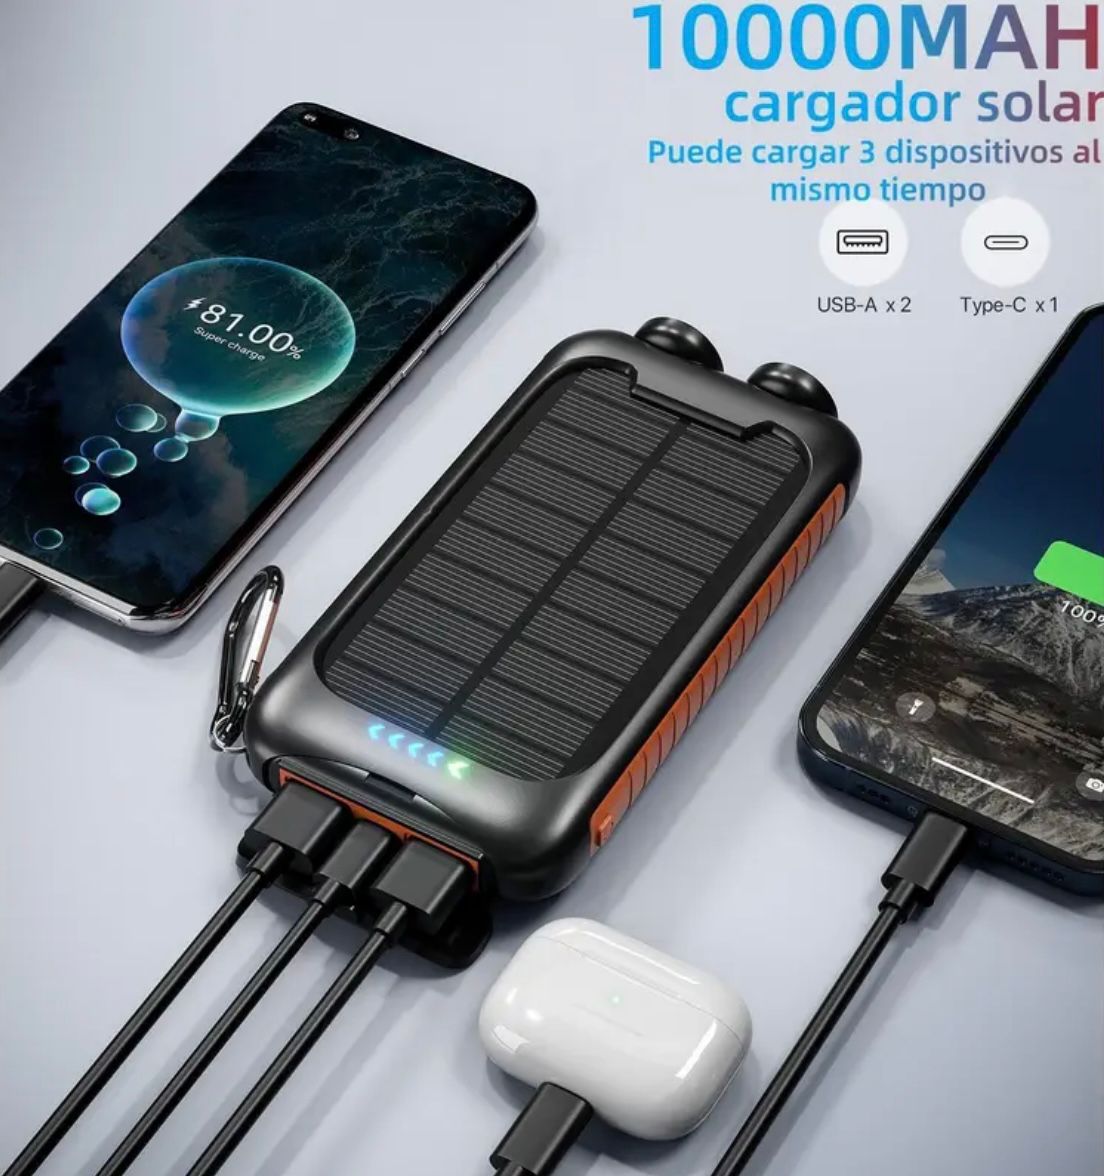 10000MAH
cargador solar
Puede cargar 3 dispositivos al
mismo tiempo
USB-A x 2
Type-C x 1
81.00%
Super charge
100%